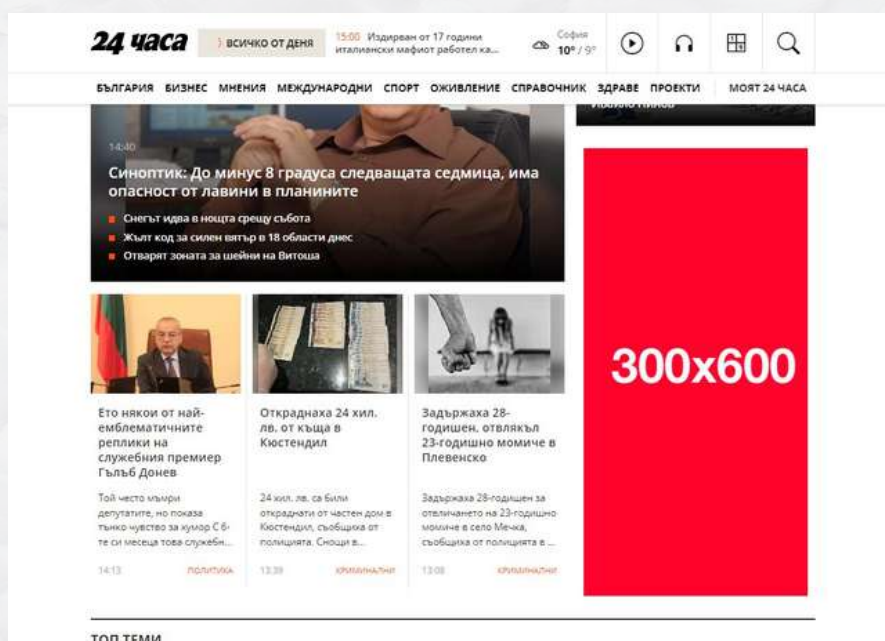 24 часа
ВСИЧКО ОТ ДЕНЯ
15:00 Издирван от 17 години
италиански мафиот работел ка...
София
10° / 9°
БЪЛГАРИЯ БИЗНЕС МНЕНИЯ МЕЖДУНАРОДНИ СПОРТ ОЖИВЛЕНИЕ СПРАВОЧНИК ЗДРАВЕ ПРОЕКТИ МОЯТ 24 ЧАСА
14:40
Синоптик: До минус 8 градуса следващата седмица, има
опасност от лавини в планините
Снегът идва в нощта срещу събота
Жълт код за силен вятър в 18 области днес
Отварят зоната за шейни на Витоша
300x600
Ето някои от най-
емблематичните
реплики на
служебния премиер
Гълъб Донев
Той често мъмри
депутатите, но показа
тънко чувство за хумор С 6-
те си месеца това служебн...
14:13 ПОЛИТИКА
Откраднаха 24 хил.
лв. от къща в
Кюстендил
24 хил. лв. са били
откраднати от частен дом в
Кюстендил, съобщиха от
полицията. Снощи в...
13:39 КРИМИНАЛНИ
Задържаха 28-
годишен, отвлякъл
23-годишно момиче в
Плевенско
Задържаха 28-годишен за
отвличането на 23-годишно
момиче в село Мечка,
съобщиха от полицията в ...
13:08 КРИМИНАЛНИ
ТОП ТЕМИ